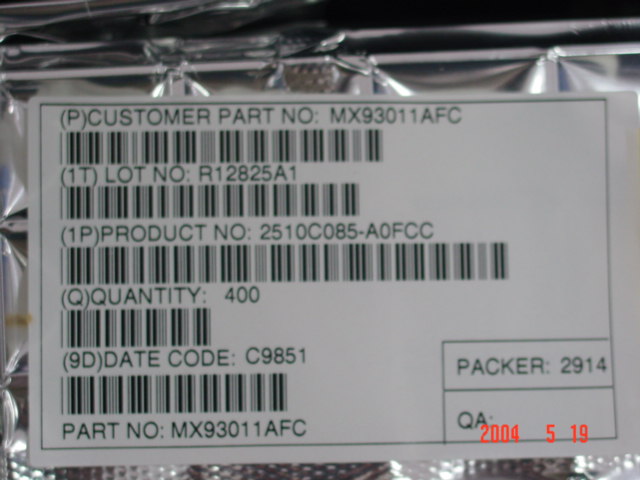 (P)CUSTOMER PART NO: MX93011AFC
(1T) LOT NO: R12825A1
(1P)PRODUCT NO: 2510C085-A0FCC
(Q)QUANTITY: 400
(9D)DATE CODE: C9851
PART NO: MX93011AFC
PACKER: 2914
QA:
2004 5 19